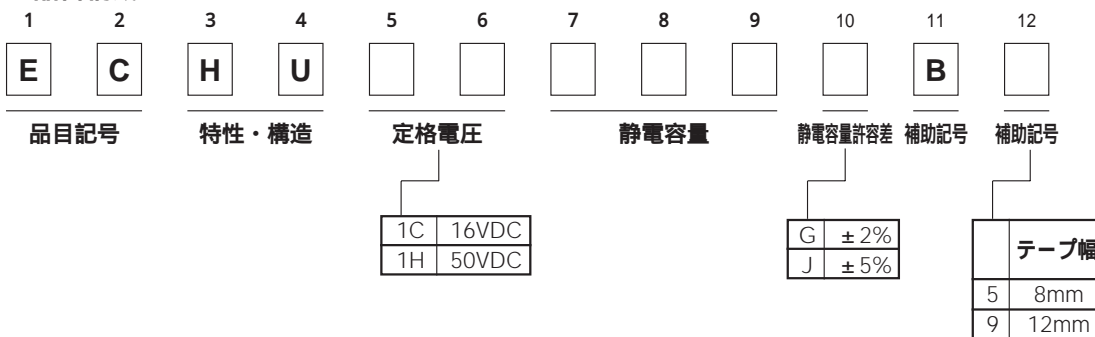 1 2 3 4 5 6 7 8 9 10 11 12
E C H U B
品目記号 特性・構造 定格電圧 静電容量 静電容量許容差 補助記号 補助記号
1C 16VDC
1H 50VDC
G ±2%
J ±5%
テープ幅
5 8mm
9 12mm